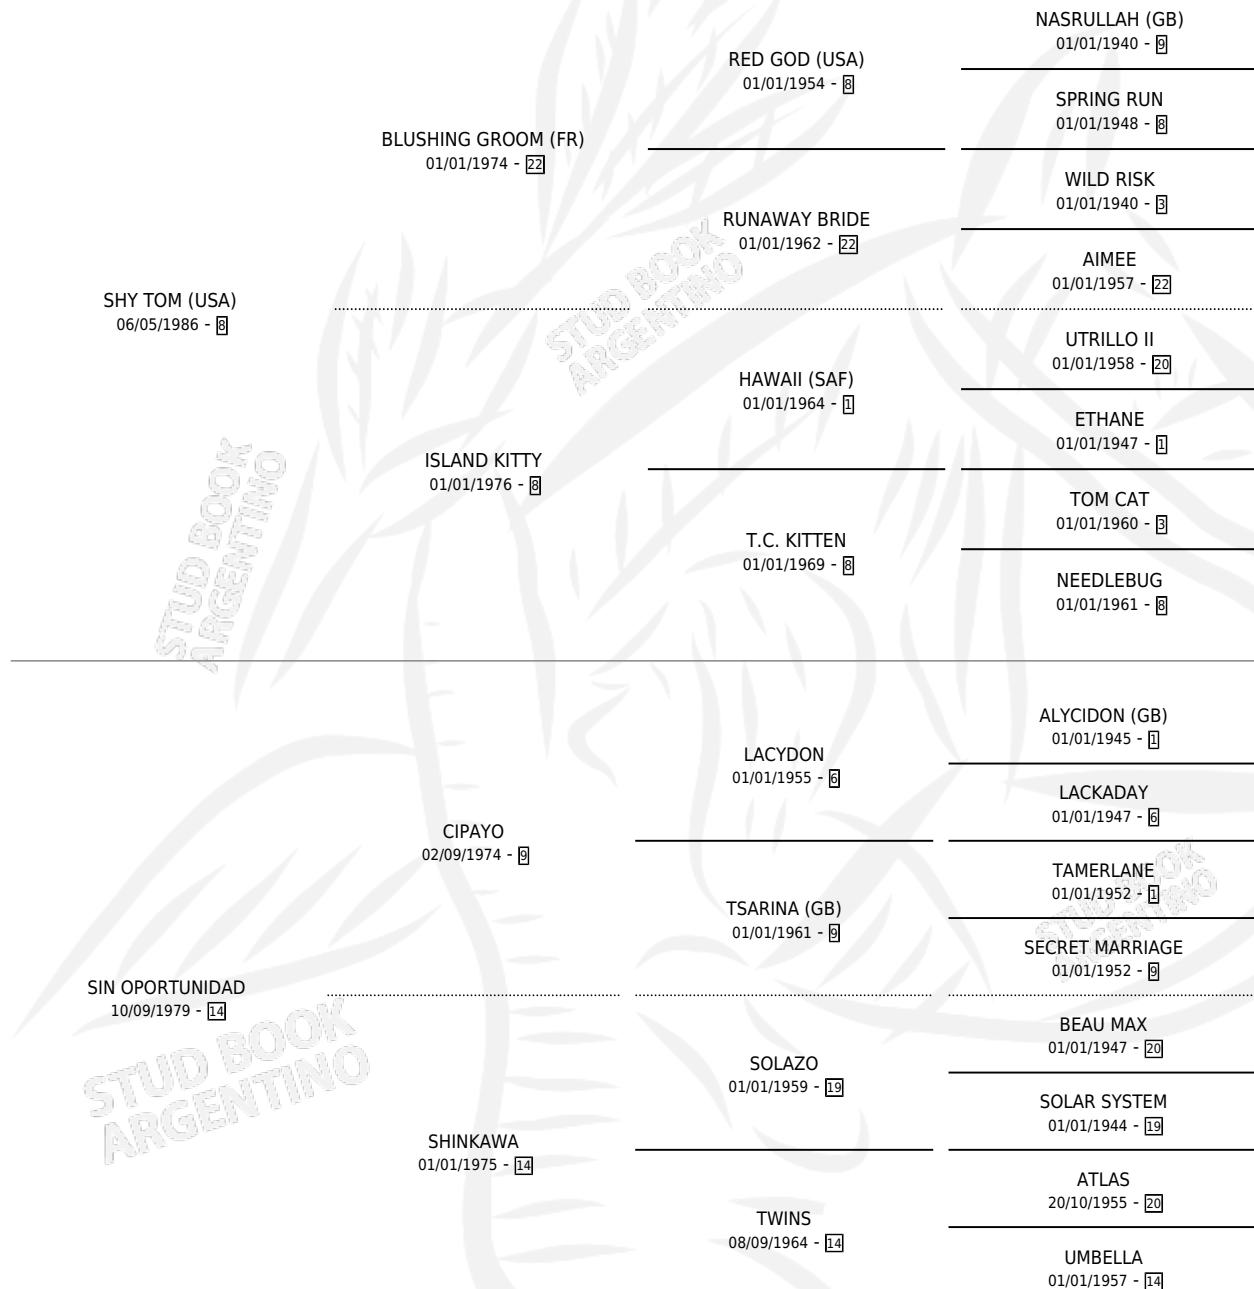 NASRULLAH (GB)
01/01/1940 - 9
RED GOD (USA)
01/01/1954 - 8
SPRING RUN
01/01/1948 - 8
BLUSHING GROOM (FR)
01/01/1974 - 22
WILD RISK
01/01/1940 - 3
RUNAWAY BRIDE
01/01/1962 - 22
AIMEE
01/01/1957 - 22
SHY TOM (USA)
06/05/1986 - 8
UTRILLO II
01/01/1958 - 20
HAWAII (SAF)
01/01/1964 - 1
ETHANE
01/01/1947 - 1
ISLAND KITTY
01/01/1976 - 8
TOM CAT
01/01/1960 - 3
T.C. KITTEN
01/01/1969 - 8
NEEDLEBUG
01/01/1961 - 8
ALYCIDON (GB)
01/01/1945 - 1
LACYDON
01/01/1955 - 6
LACKADAY
01/01/1947 - 6
CIPAYO
02/09/1974 - 9
TAMERLANE
01/01/1952 - 1
TSARINA (GB)
01/01/1961 - 9
SECRET MARRIAGE
01/01/1952 - 9
SIN OPORTUNIDAD
10/09/1979 - 14
BEAU MAX
01/01/1947 - 20
SOLAZO
01/01/1959 - 19
SOLAR SYSTEM
01/01/1944 - 19
SHINKAWA
01/01/1975 - 14
ATLAS
20/10/1955 - 20
TWINS
08/09/1964 - 14
UMBELLA
01/01/1957 - 14
STUD BOOK
ARGENTINO
STUD BOOK
ARGENTINO
STUD BOOK
ARGENTINO
STUD BOOK
ARGENTINO